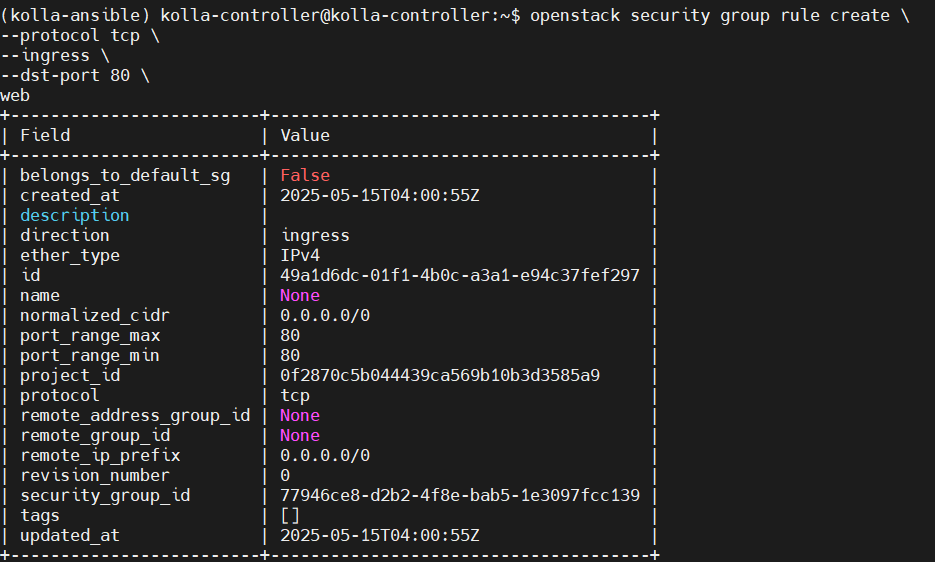 (kolla-ansible) kolla-controller@kolla-controller:~$ openstack security group rule create \
--protocol tcp \
--ingress \
--dst-port 80 \
web
+-------------------------+--------------------------------------+
| Field                   | Value                                |
+-------------------------+--------------------------------------+
| belongs_to_default_sg   | False                                |
| created_at              | 2025-05-15T04:00:55Z                 |
| description             |                                      |
| direction               | ingress                              |
| ether_type              | IPv4                                 |
| id                      | 49a1d6dc-01f1-4b0c-a3a1-e94c37fef297 |
| name                    | None                                 |
| normalized_cidr         | 0.0.0.0/0                            |
| port_range_max          | 80                                   |
| port_range_min          | 80                                   |
| project_id              | 0f2870c5b044439ca569b10b3d3585a9     |
| protocol                | tcp                                  |
| remote_address_group_id | None                                 |
| remote_group_id         | None                                 |
| remote_ip_prefix        | 0.0.0.0/0                            |
| revision_number         | 0                                    |
| security_group_id       | 77946ce8-d2b2-4f8e-bab5-1e3097fcc139 |
| tags                    | []                                   |
| updated_at              | 2025-05-15T04:00:55Z                 |
+-------------------------+--------------------------------------+